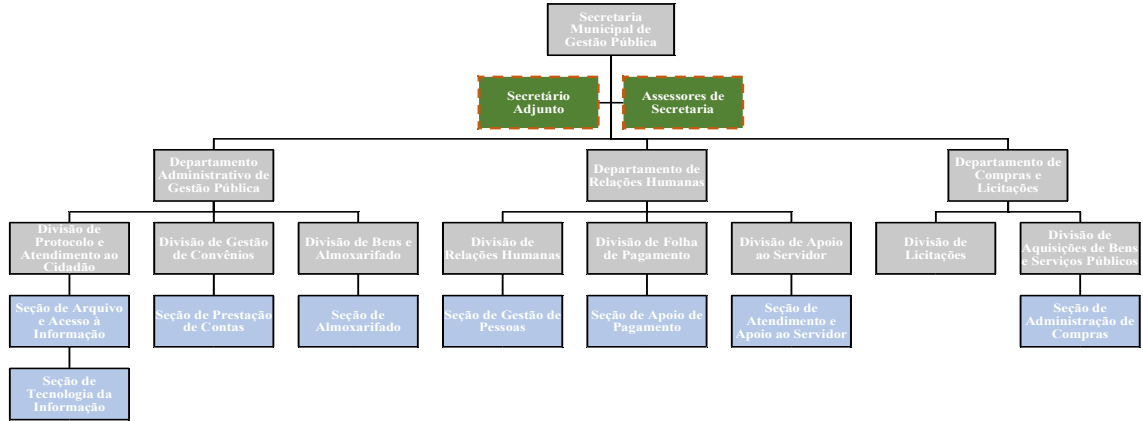 Secretaria
Municipal de
Gestão Pública
Secretário
Adjunto
Assessores de
Secretaria
Departamento
Administrativo de
Gestão Pública
Departamento de
Relações Humanas
Departamento de
Compras e
Licitações
Divisão de
Protocolo e
Atendimento ao
Cidadão
Divisão de Gestão
de Convênios
Divisão de Bens e
Almoxarifado
Divisão de
Relações Humanas
Divisão de Folha
de Pagamento
Divisão de Apoio
ao Servidor
Divisão de
Licitações
Divisão de
Aquisições de Bens
e Serviços Públicos
Seção de Arquivo
e Acesso à
Informação
Seção de Prestação
de Contas
Seção de
Almoxarifado
Seção de Gestão de
Pessoas
Seção de Apoio de
Pagamento
Seção de
Atendimento e
Apoio ao Servidor
Seção de
Administração de
Compras
Seção de
Tecnologia da
Informação